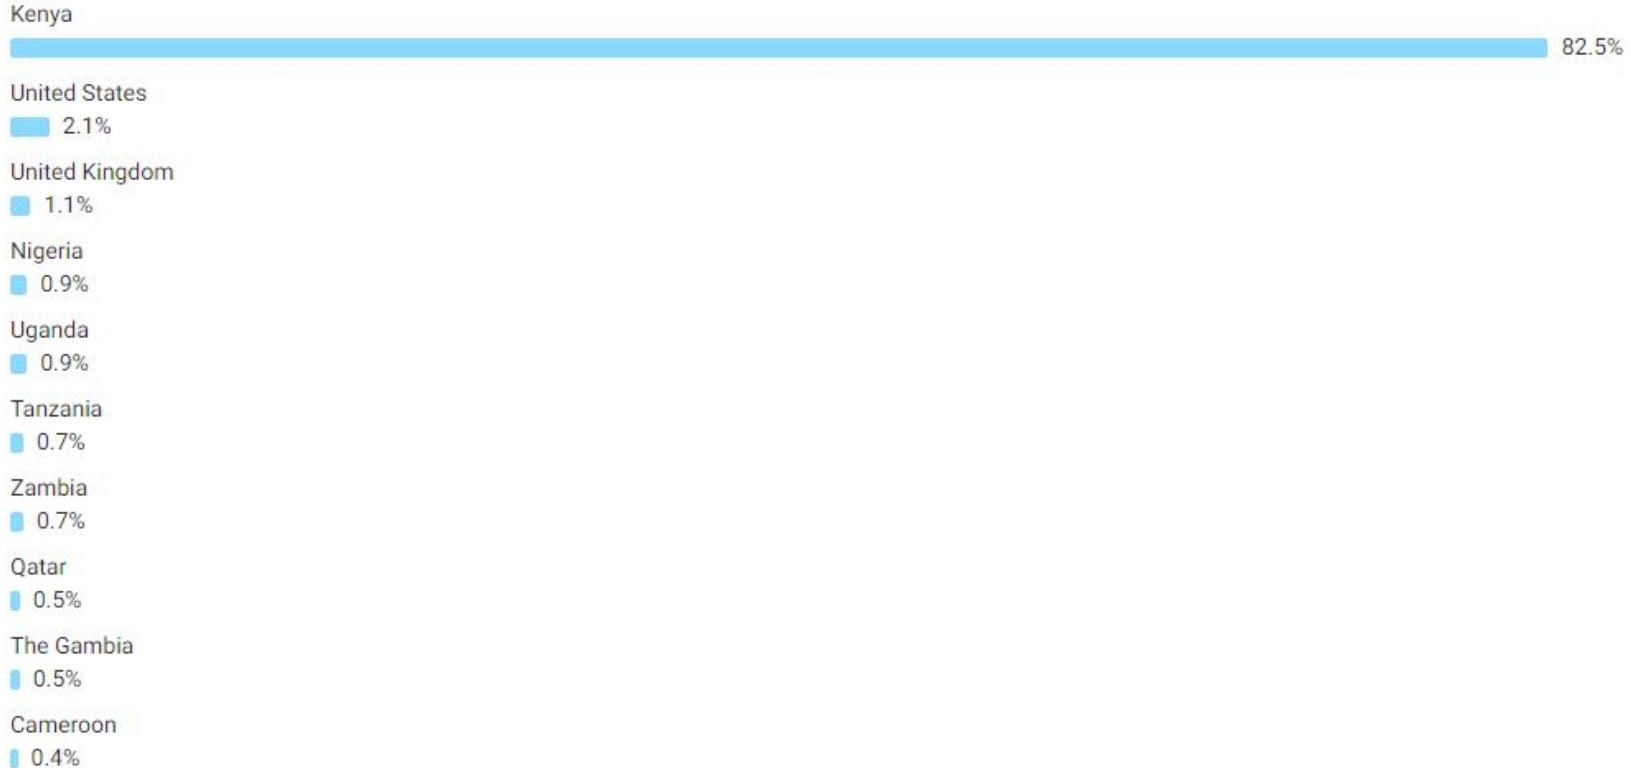 Kenya
82.5%
United States
2.1%
United Kingdom
1.1%
Nigeria
0.9%
Uganda
0.9%
Tanzania
0.7%
Zambia
0.7%
Qatar
0.5%
The Gambia
0.5%
Cameroon
0.4%